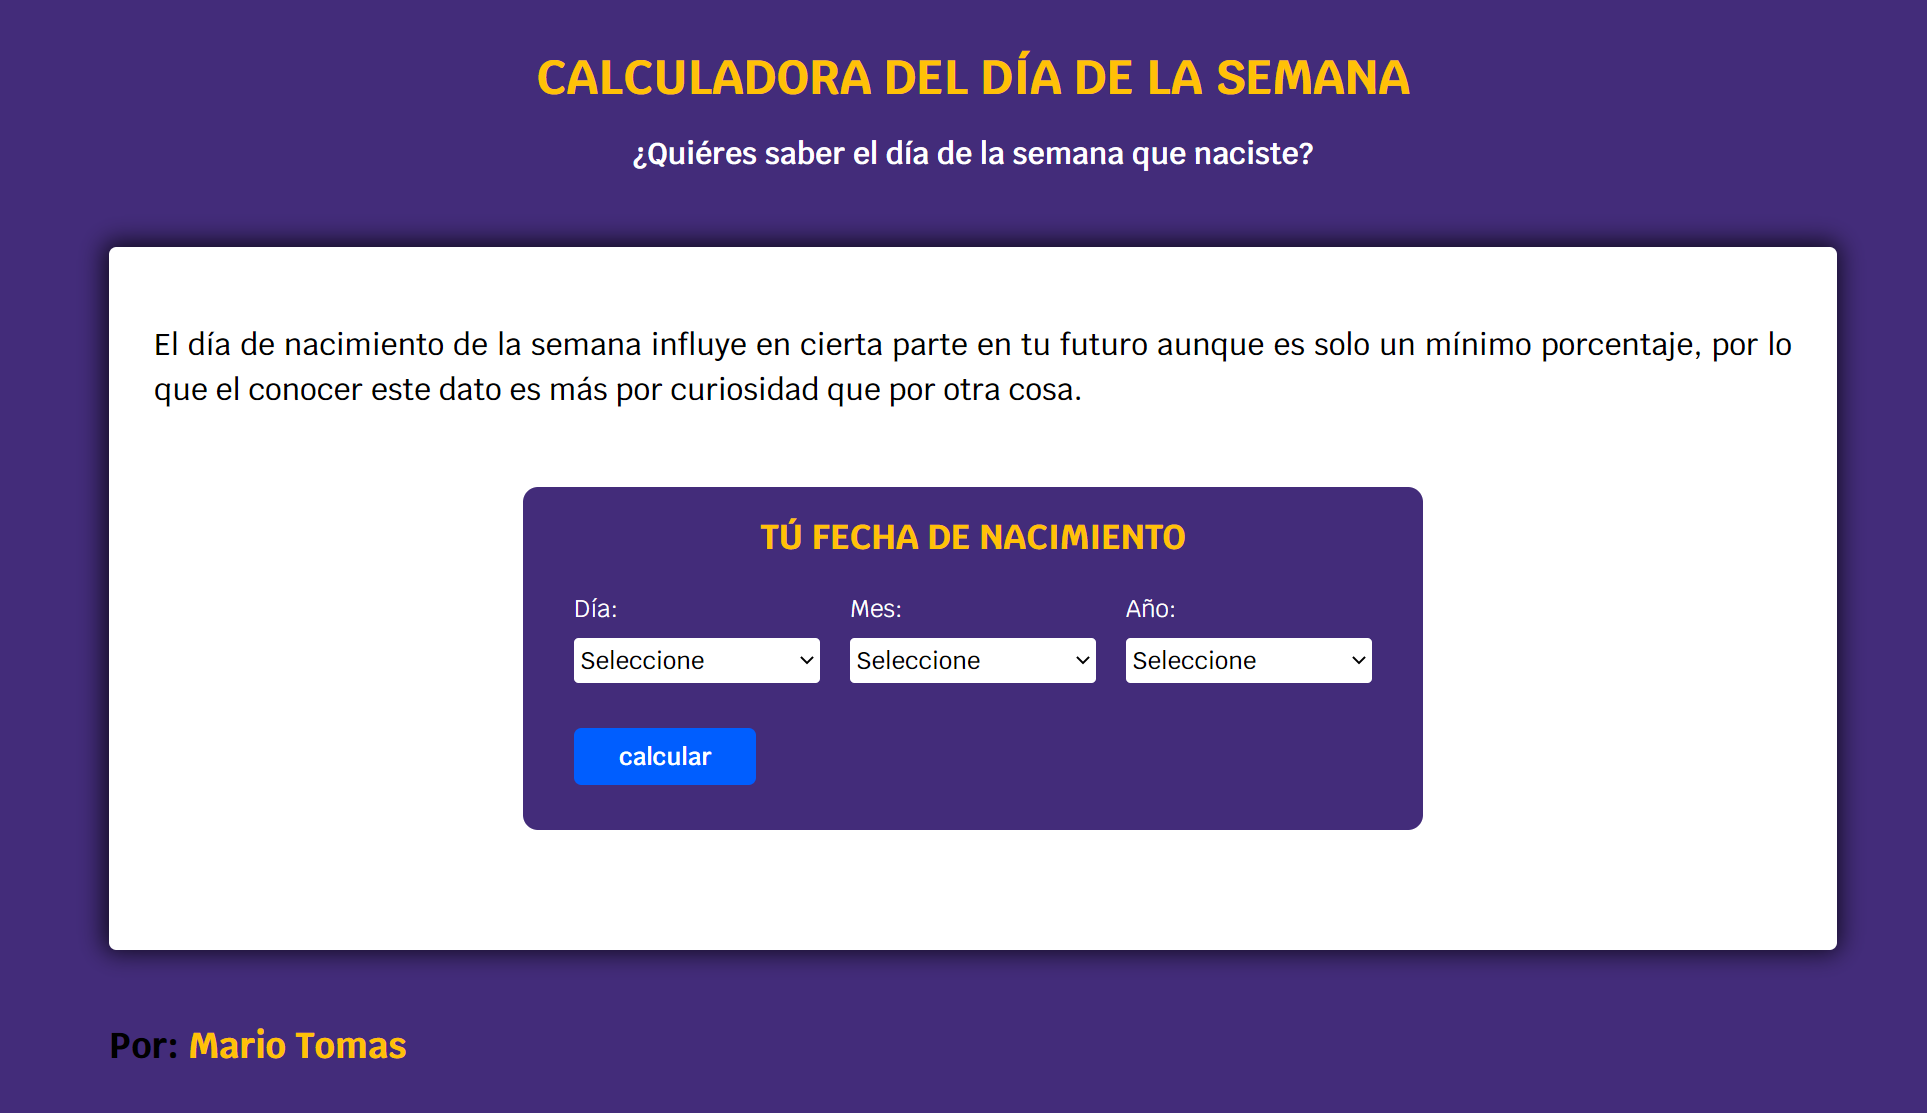 CALCULADORA DEL DÍA DE LA SEMANA
¿Quiéres saber el día de la semana que naciste?
El día de nacimiento de la semana influye en cierta parte en tu futuro aunque es solo un mínimo porcentaje, por lo
que el conocer este dato es más por curiosidad que por otra cosa.
TÚ FECHA DE NACIMIENTO
Día: Mes: Año:
Seleccione Seleccione Seleccione
calcular
Por: Mario Tomas